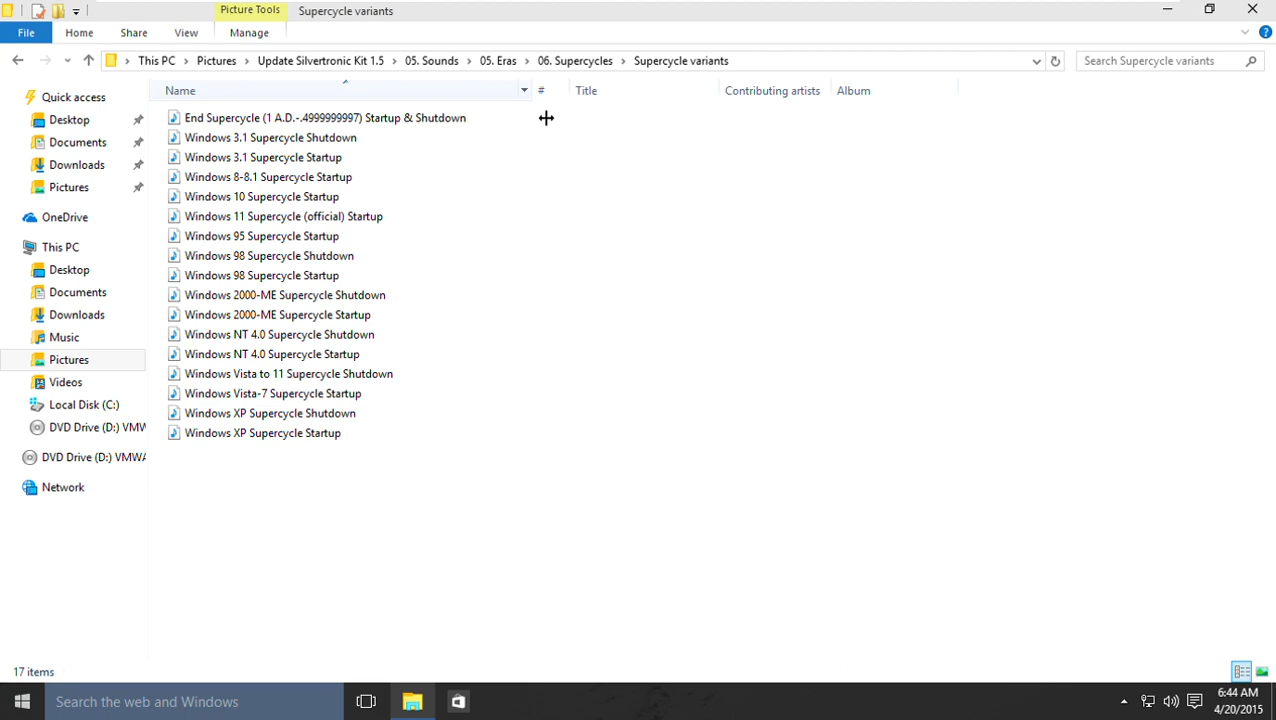 Picture Tools
Supercycle variants
File
Home
Share
View
Manage
This PC
Pictures
Update Silvertronic Kit 1.5
05. Sounds
05. Eras
06. Supercycles
Supercycle variants
Search Supercycle variants
Name
#
Title
Contributing artists
Album
Quick access
Desktop
Documents
Downloads
Pictures
OneDrive
This PC
Desktop
Documents
Downloads
Music
Pictures
Videos
Local Disk (C:)
DVD Drive (D:) VMW
DVD Drive (D:) VMWA
Network
End Supercycle (1 A.D.-.4999999997) Startup & Shutdown
Windows 3.1 Supercycle Shutdown
Windows 3.1 Supercycle Startup
Windows 8-8.1 Supercycle Startup
Windows 10 Supercycle Startup
Windows 11 Supercycle (official) Startup
Windows 95 Supercycle Startup
Windows 98 Supercycle Shutdown
Windows 98 Supercycle Startup
Windows 2000-ME Supercycle Shutdown
Windows 2000-ME Supercycle Startup
Windows NT 4.0 Supercycle Shutdown
Windows NT 4.0 Supercycle Startup
Windows Vista to 11 Supercycle Shutdown
Windows Vista-7 Supercycle Startup
Windows XP Supercycle Shutdown
Windows XP Supercycle Startup
17 items
Search the web and Windows
6:44 AM
4/20/2015